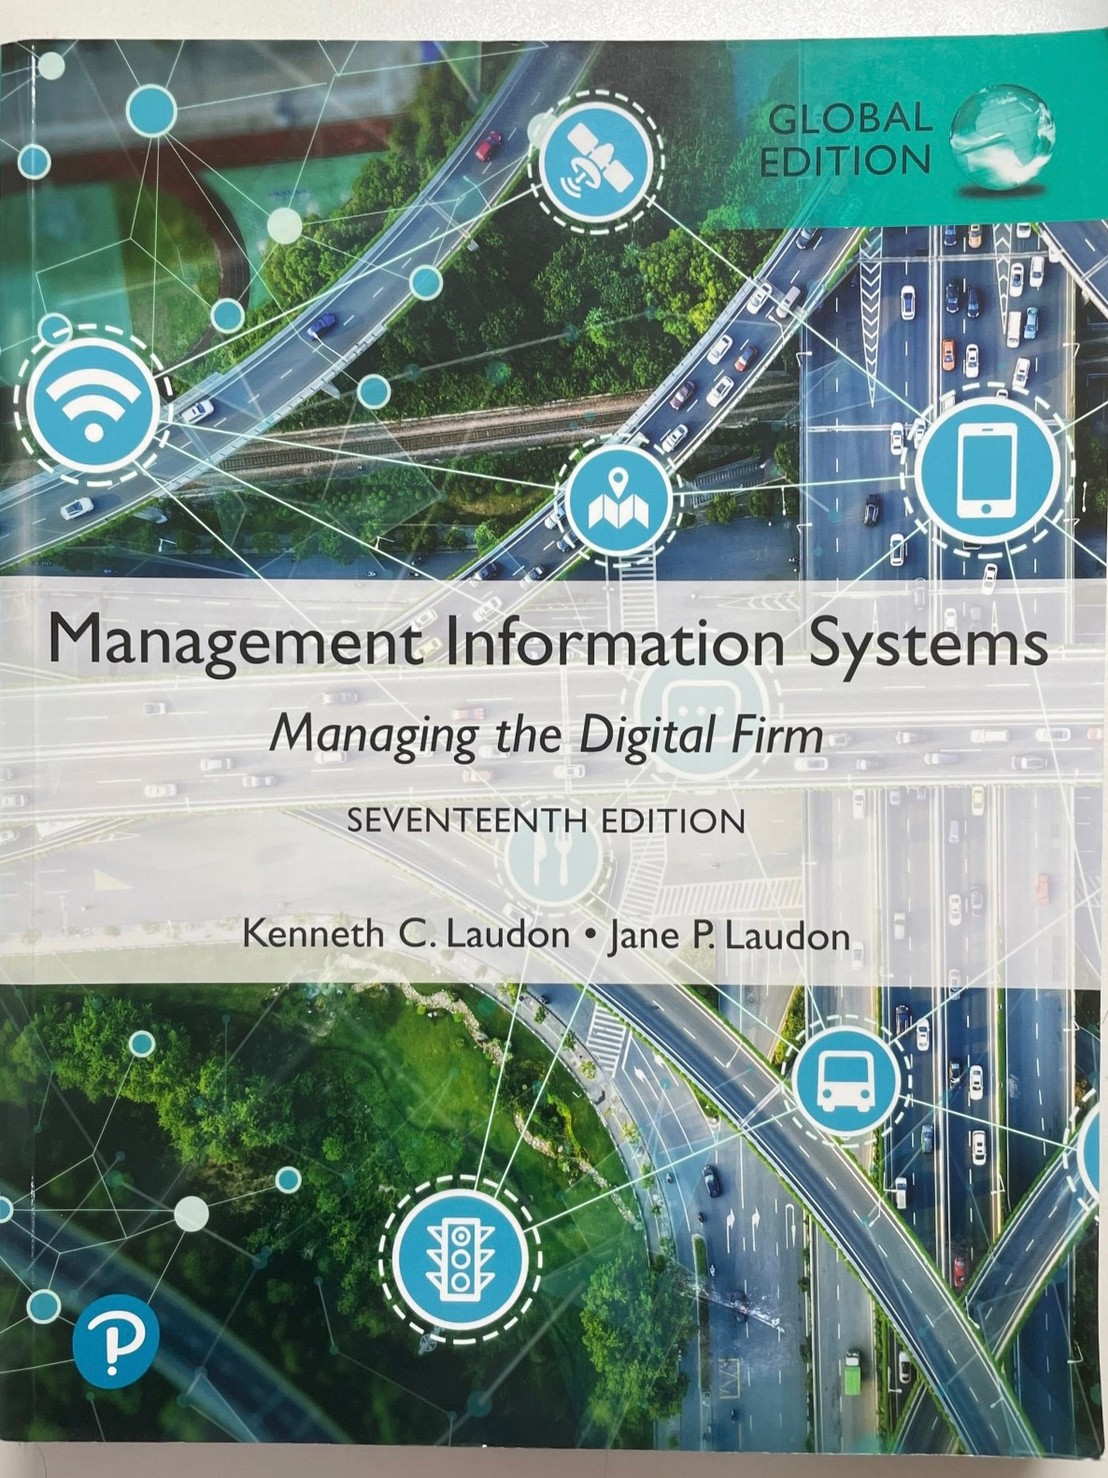 GLOBAL
EDITION
Management Information Systems
Managing the Digital Firm
SEVENTEENTH EDITION
Kenneth C. Laudon • Jane P. Laudon
P